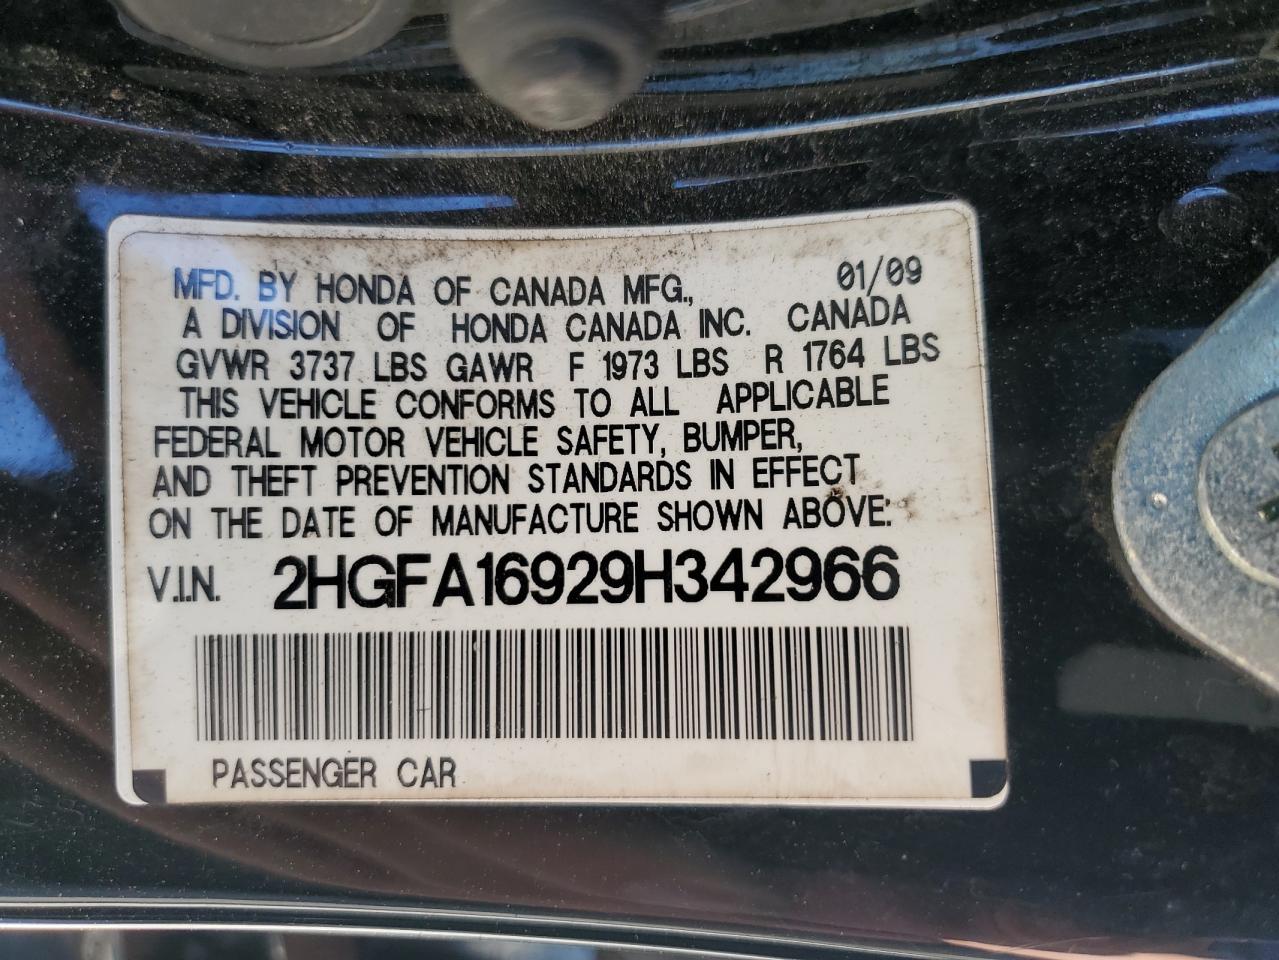 MFD. BY HONDA OF CANADA MFG., 01/09
A DIVISION OF HONDA CANADA INC. CANADA
GVWR 3737 LBS GAWR F 1973 LBS R 1764 LBS
THIS VEHICLE CONFORMS TO ALL APPLICABLE
FEDERAL MOTOR VEHICLE SAFETY, BUMPER,
AND THEFT PREVENTION STANDARDS IN EFFECT
ON THE DATE OF MANUFACTURE SHOWN ABOVE:
V.I.N. 2HGFA16929H342966
PASSENGER CAR